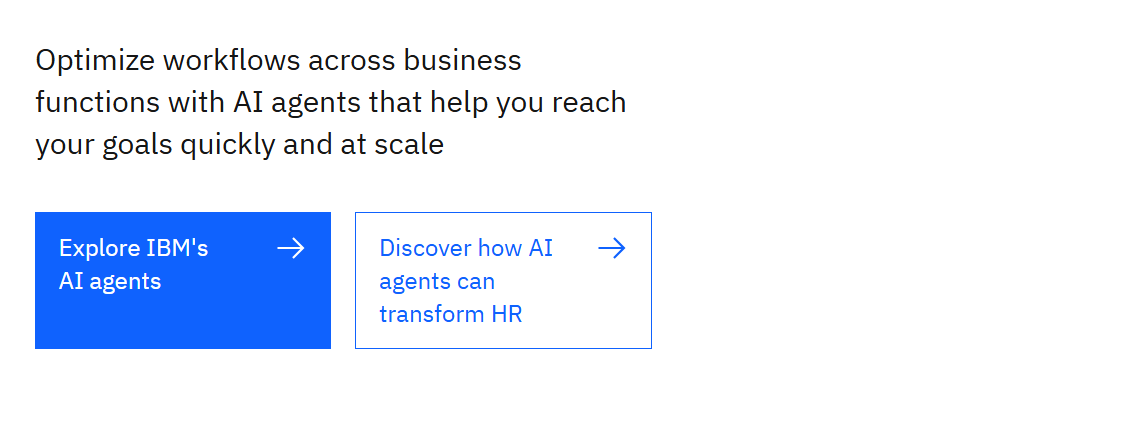 Optimize workflows across business
functions with AI agents that help you reach
your goals quickly and at scale
Explore IBM's
AI agents
Discover how AI
agents can
transform HR